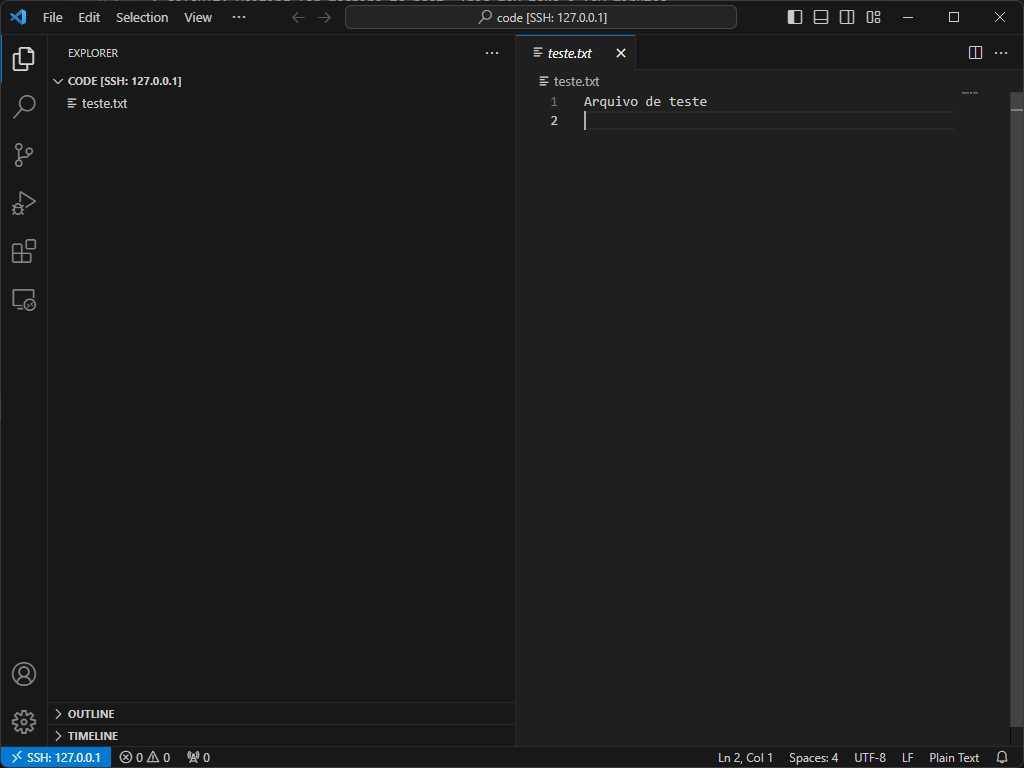 File Edit Selection View ··· code [SSH: 127.0.0.1]
EXPLORER ···
CODE [SSH: 127.0.0.1]
teste.txt
OUTLINE
TIMELINE
teste.txt ···
teste.txt
1 Arquivo de teste
2
SSH: 127.0.0.1 0 0 0 Ln 2, Col 1 Spaces: 4 UTF-8 LF Plain Text